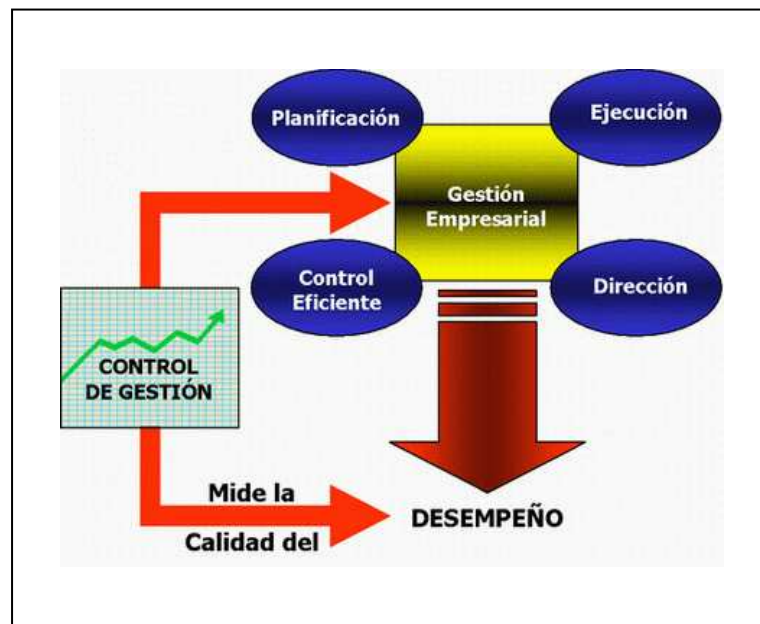 Planificación
Ejecución
Gestión
Empresarial
Control
Eficiente
Dirección
CONTROL
DE GESTIÓN
Mide la
Calidad del
DESEMPEÑO